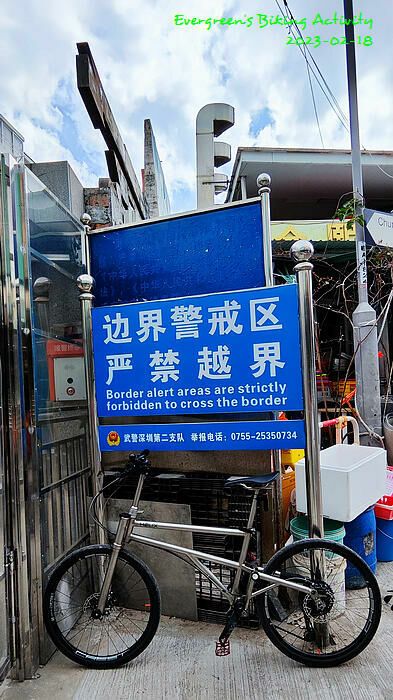 Evergreen's Biking Activity
2023-02-18
边界警戒区
严禁越界
Border alert areas are strictly
forbidden to cross the border
武警深圳第二支队 举报电话：0755-25350734
Chun